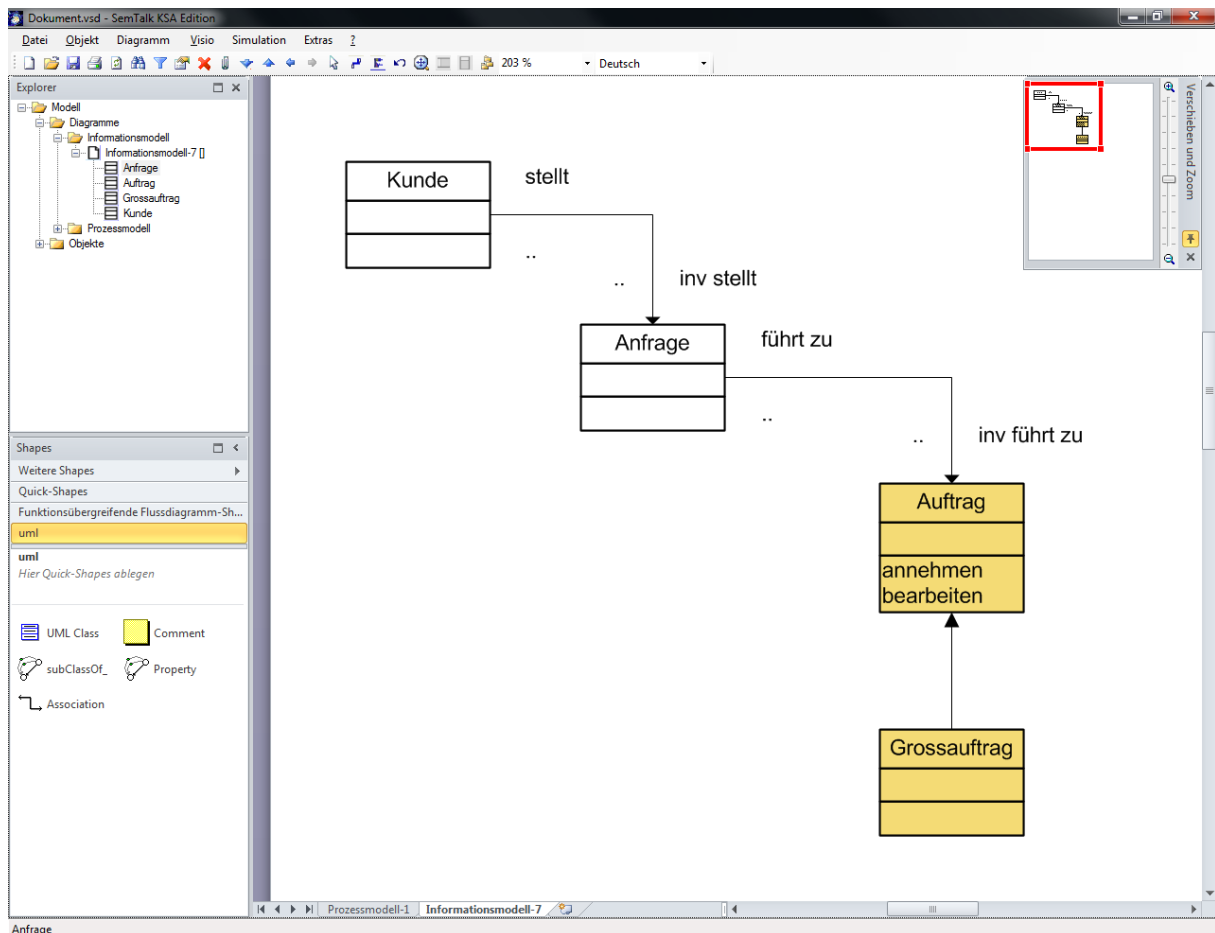 Dokument.vsd - SemTalk KSA Edition
Datei Objekt Diagramm Visio Simulation Extras ?
203 % Deutsch
Explorer
Modell
Diagramme
Informationsmodell
Informationsmodell-7 []
Anfrage
Auftrag
Grossauftrag
Kunde
Prozessmodell
Objekte
Shapes
Weitere Shapes
Quick-Shapes
Funktionsübergreifende Flussdiagramm-Sh...
uml
uml
Hier Quick-Shapes ablegen
UML Class Comment
subClassOf_ Property
Association
Kunde stellt
..
.. inv stellt
Anfrage führt zu
..
.. inv führt zu
Auftrag
annehmen
bearbeiten
Grossauftrag
Verschieben und Zoom
Prozessmodell-1 Informationsmodell-7
Anfrage